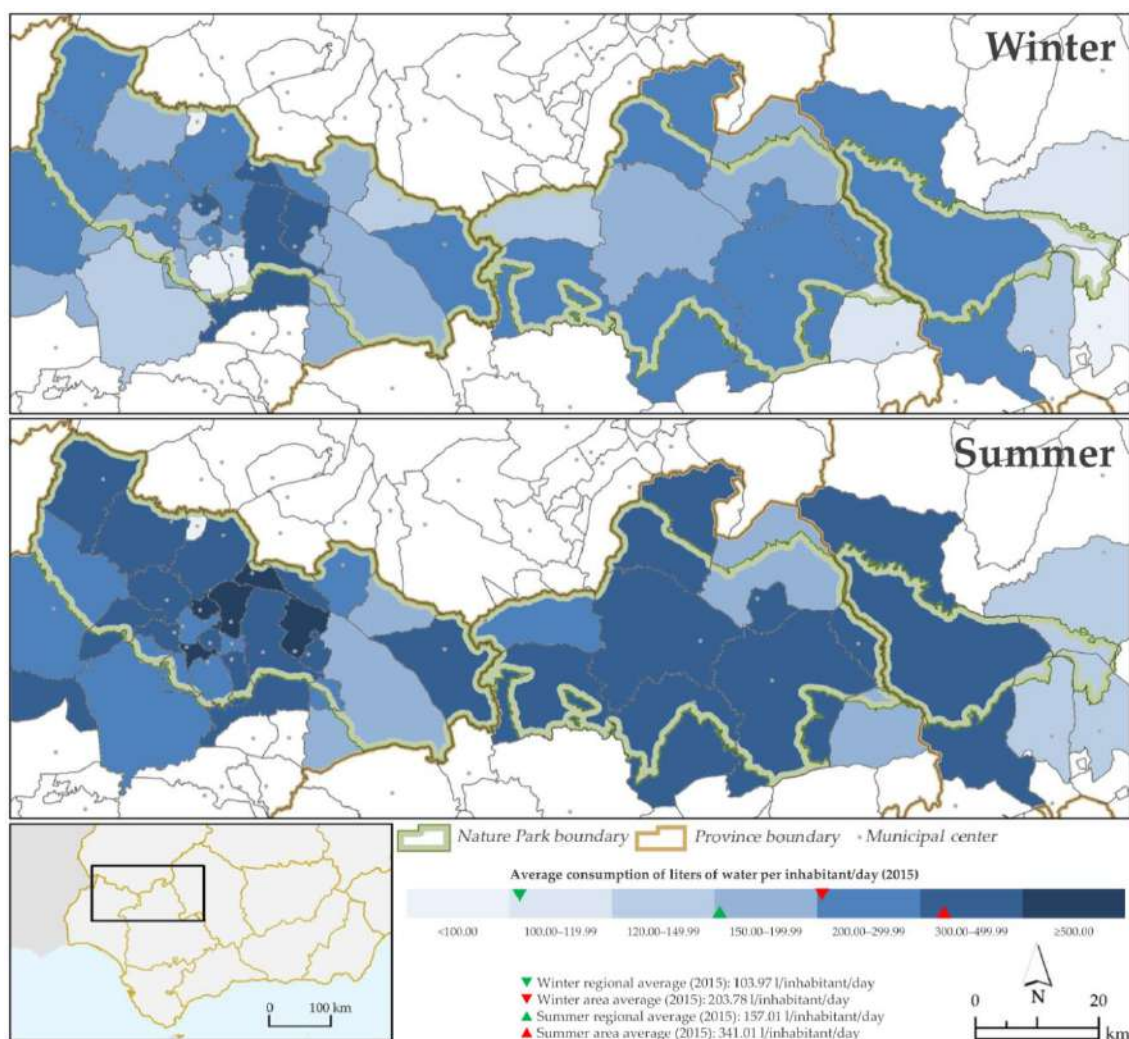 Winter
Summer
Nature Park boundary
Province boundary
Municipal center
Average consumption of liters of water per inhabitant/day (2015)
<100.00
100.00–119.99
120.00–149.99
150.00–199.99
200.00–299.99
300.00–499.99
≥500.00
Winter regional average (2015): 103.97 l/inhabitant/day
Winter area average (2015): 203.78 l/inhabitant/day
Summer regional average (2015): 157.01 l/inhabitant/day
Summer area average (2015): 341.01 l/inhabitant/day
0 100 km
N
0 20
km